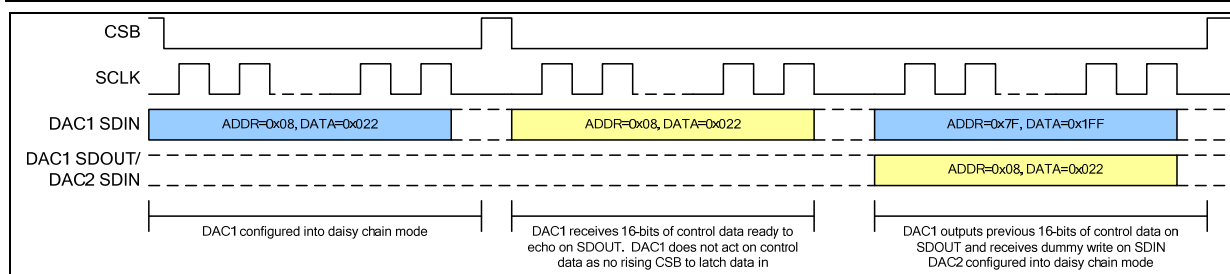 CSB
SCLK
DAC1 SDIN
ADDR=0x08, DATA=0x022
ADDR=0x08, DATA=0x022
ADDR=0x7F, DATA=0x1FF
DAC1 SDOUT/
DAC2 SDIN
ADDR=0x08, DATA=0x022
DAC1 configured into daisy chain mode
DAC1 receives 16-bits of control data ready to
echo on SDOUT. DAC1 does not act on control
data as no rising CSB to latch data in
DAC1 outputs previous 16-bits of control data on
SDOUT and receives dummy write on SDIN
DAC2 configured into daisy chain mode